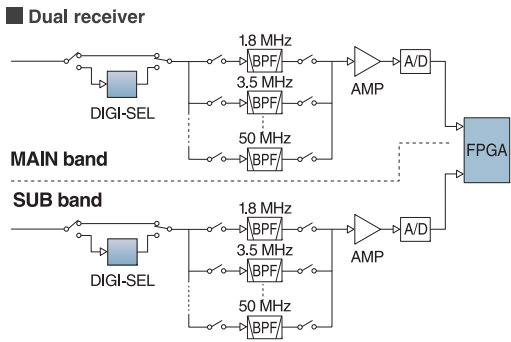 Dual receiver
1.8 MHz
BPF
A/D
3.5 MHz
AMP
DIGI-SEL
BPF
50 MHz
MAIN band
BPF
FPGA
SUB band
1.8 MHz
BPF
A/D
3.5 MHz
AMP
DIGI-SEL
BPF
50 MHz
BPF